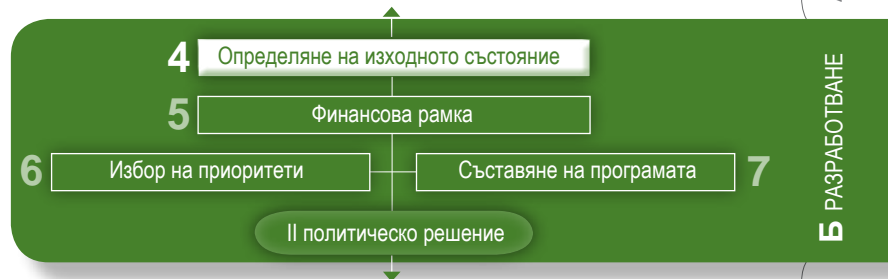 4 Определяне на изходното състояние
5 Финансова рамка
6 Избор на приоритети
Съставяне на програмата 7
II политическо решение
Б РАЗРАБОТВАНЕ